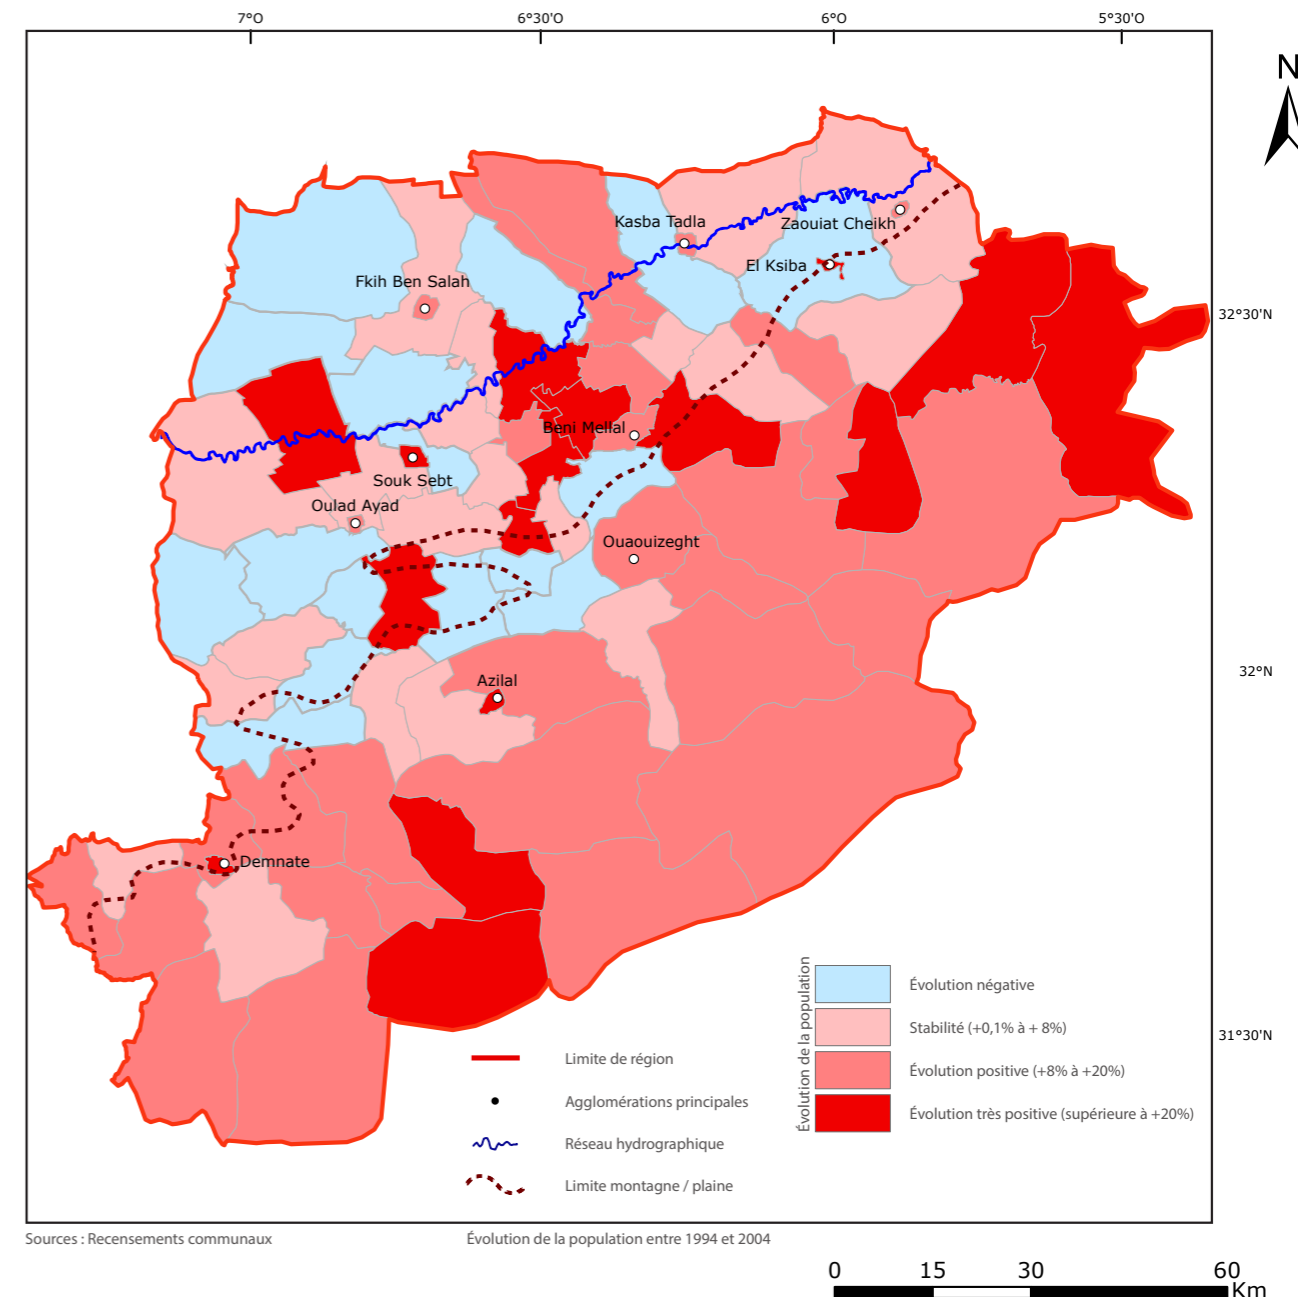 7°O
6°30'O
6°O
5°30'O
N
Kasba Tadla
Zaouiat Cheikh
El Ksiba
Fkih Ben Salah
32°30'N
Beni Mellal
Souk Sebt
Oulad Ayad
Ouaouizeght
32°N
Azilal
Demnate
Évolution de la population
Évolution négative
Stabilité (+0,1% à + 8%)
Évolution positive (+8% à +20%)
Évolution très positive (supérieure à +20%)
31°30'N
Limite de région
Agglomérations principales
Réseau hydrographique
Limite montagne / plaine
Sources : Recensements communaux
Évolution de la population entre 1994 et 2004
0 15 30 60
Km